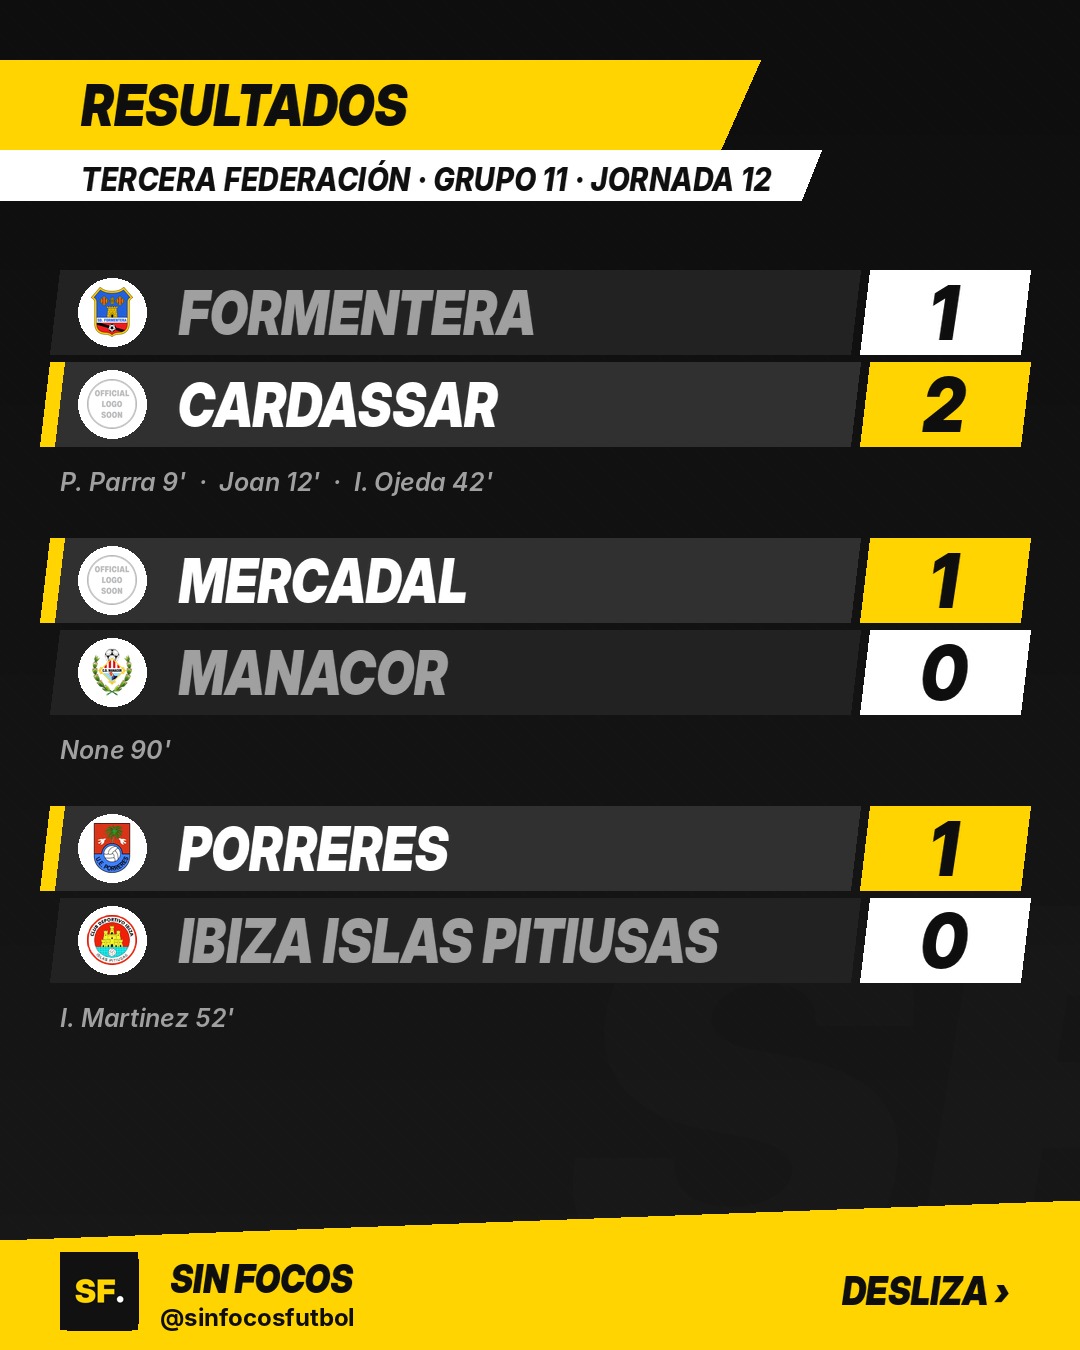 RESULTADOS
TERCERA FEDERACIÓN · GRUPO 11 · JORNADA 12
FORMENTERA 1
OFFICIAL
LOGO
SOON
CARDASSAR 2
P. Parra 9' · Joan 12' · I. Ojeda 42'
OFFICIAL
LOGO
SOON
MERCADAL 1
MANACOR 0
None 90'
PORRERES 1
IBIZA ISLAS PITIUSAS 0
I. Martinez 52'
SF.
SIN FOCOS
@sinfocosfutbol
DESLIZA ›